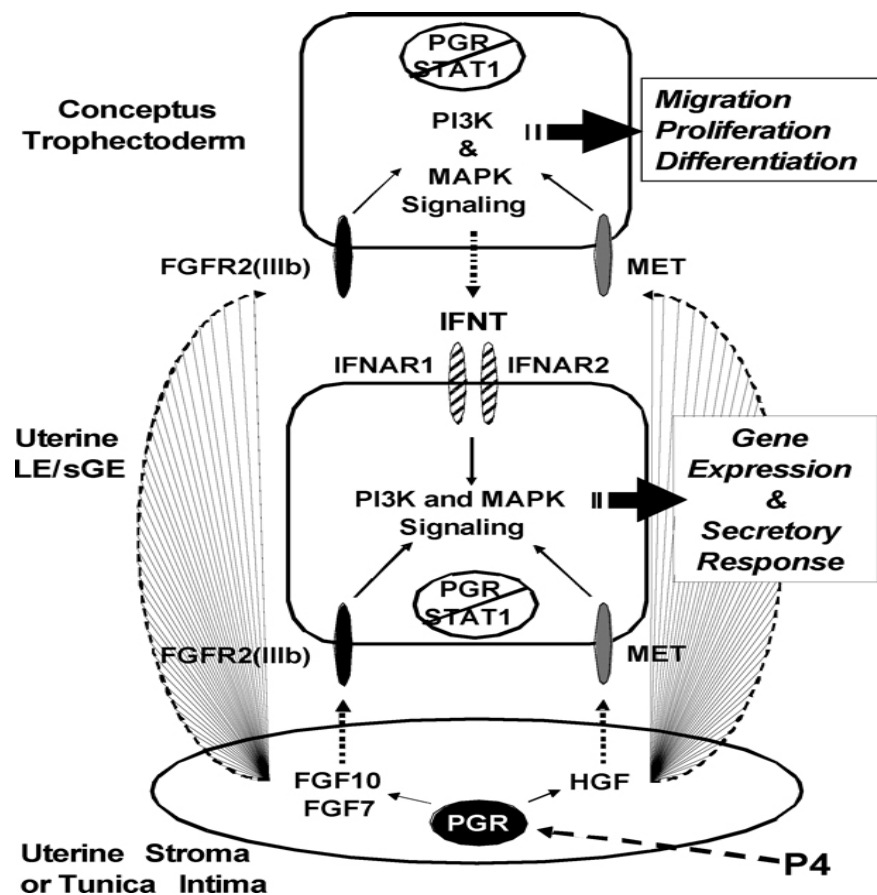 PGR
STAT1
Conceptus
Trophectoderm
PI3K
&
MAPK
Signaling
Migration
Proliferation
Differentiation
FGFR2(IIIb)
MET
IFNT
IFNAR1
IFNAR2
Uterine
LE/sGE
PI3K and MAPK
Signaling
Gene
Expression
&
Secretory
Response
PGR
STAT1
FGFR2(IIIb)
MET
FGF10
FGF7
HGF
PGR
P4
Uterine Stroma
or Tunica Intima